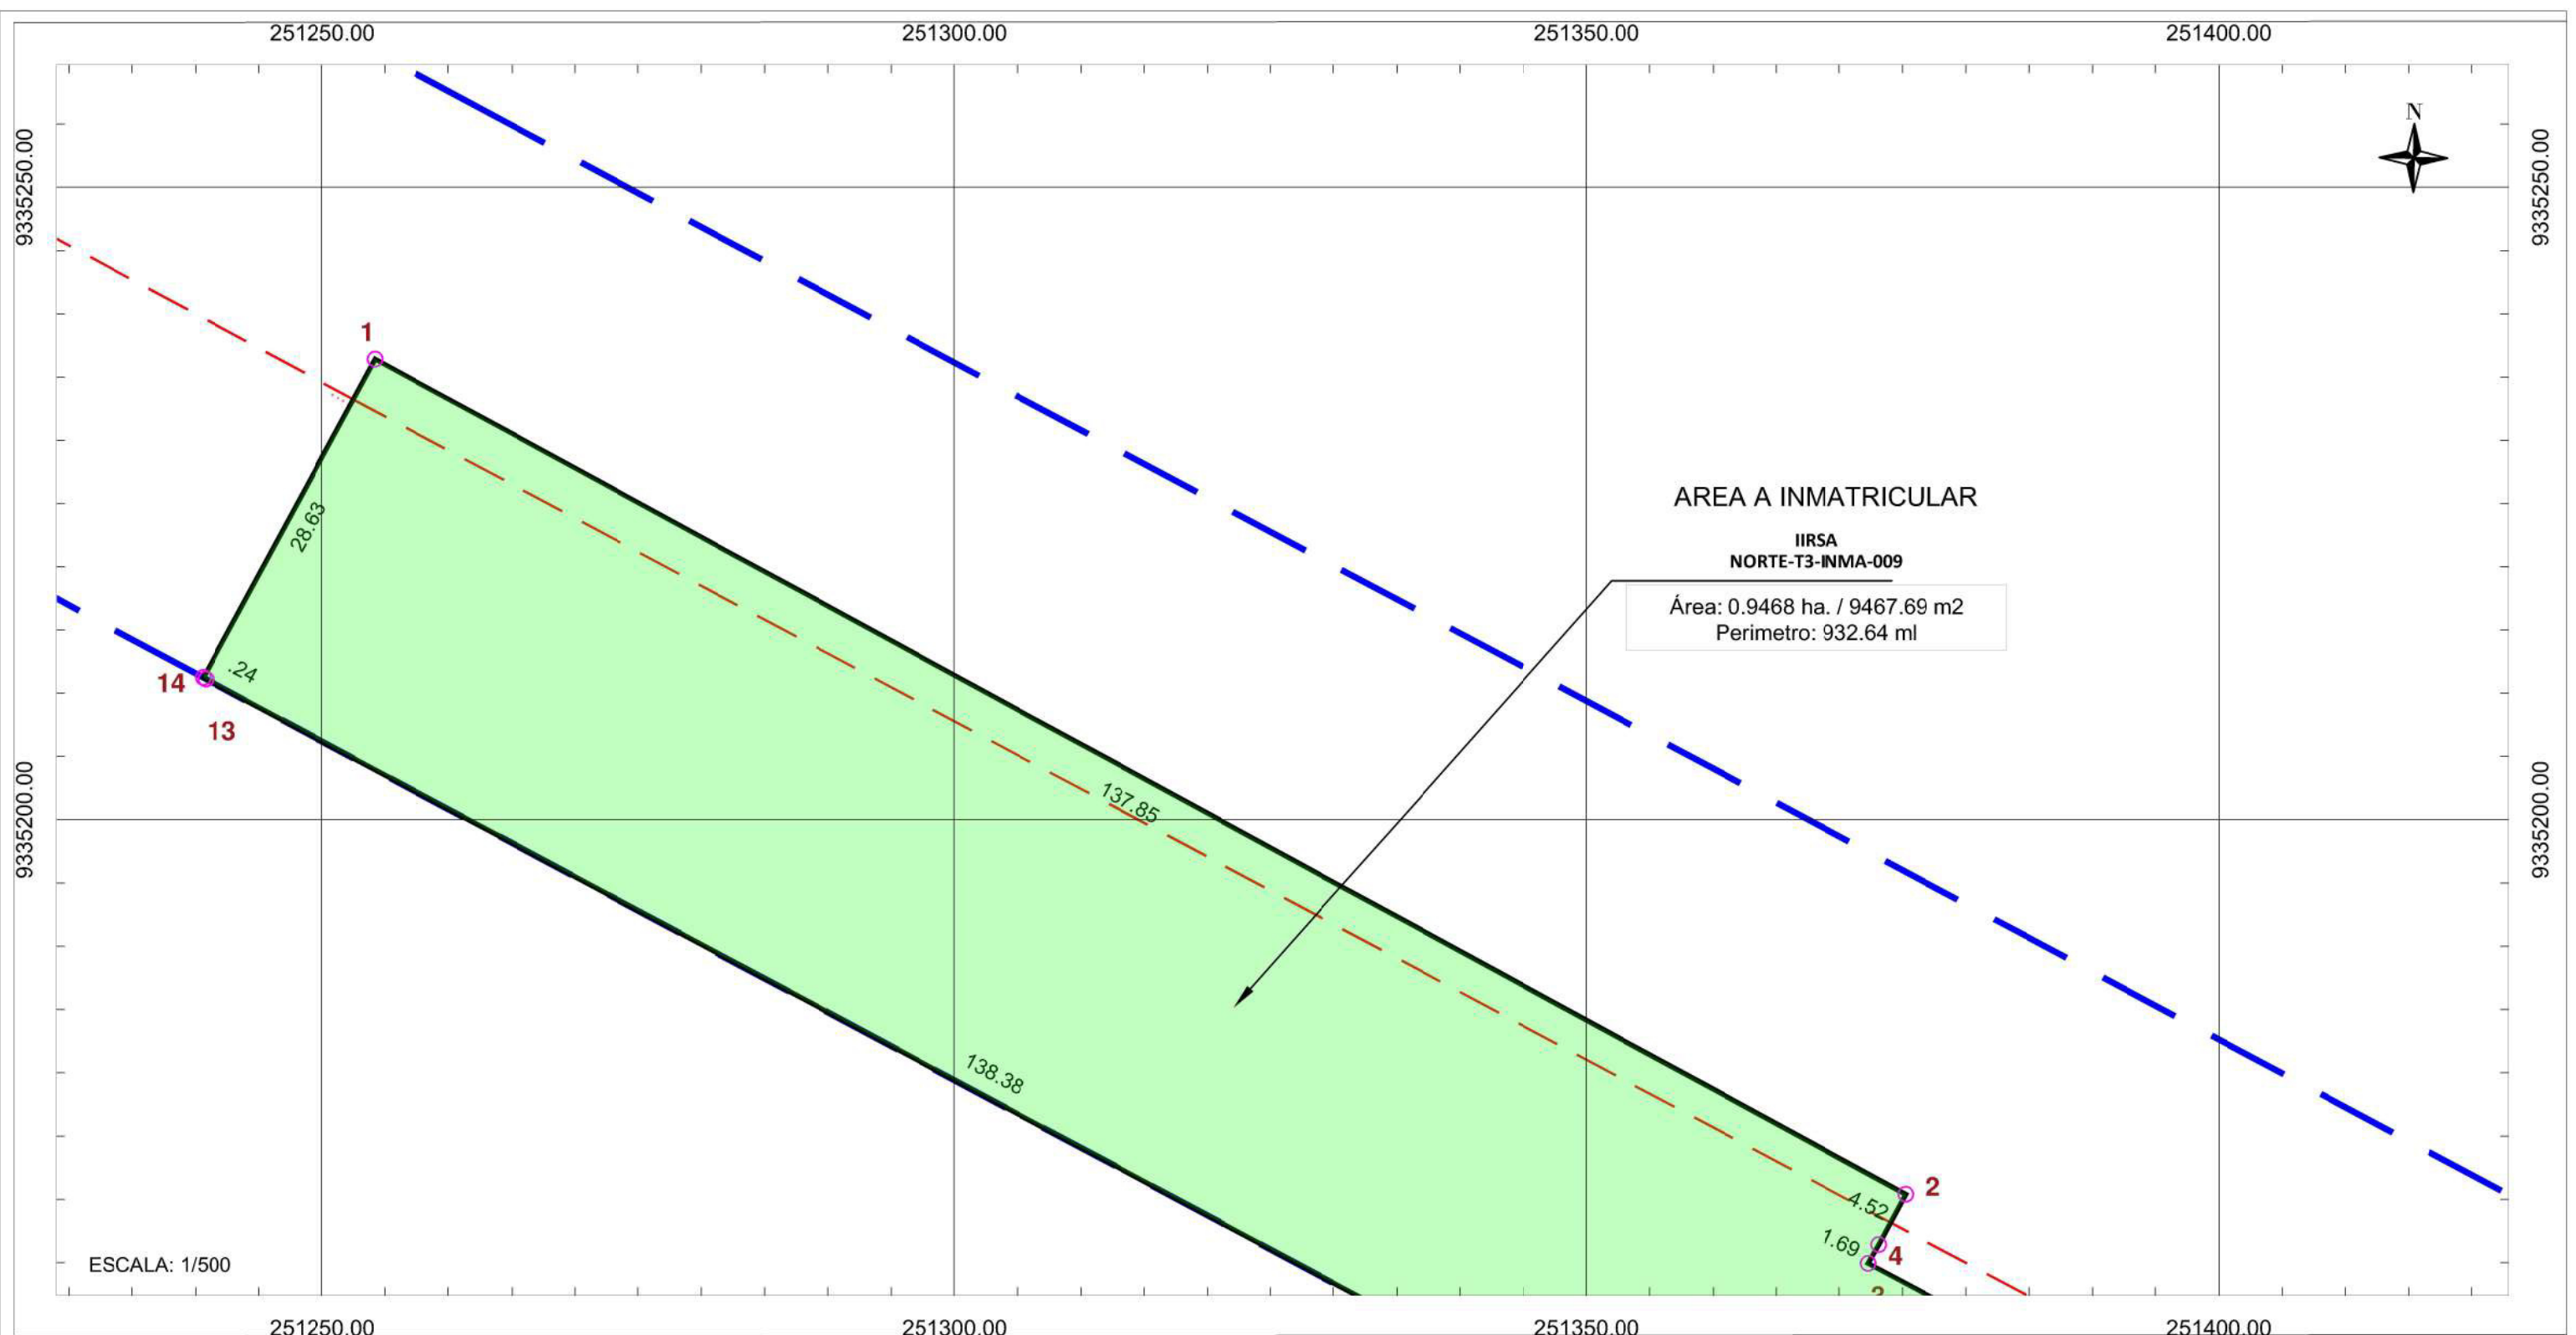 251250.00 251300.00 251350.00 251400.00
N
9335250.00 9335250.00
1
AREA A INMATRICULAR
IIRSA
NORTE-T3-INMA-009
28.63
Área: 0.9468 ha. / 9467.69 m2
Perimetro: 932.64 ml
.24
14
13
137.85
9335200.00 9335200.00
138.38
2
4.52
1.69
4
ESCALA: 1/500
251250.00 251300.00 251350.00 251400.00